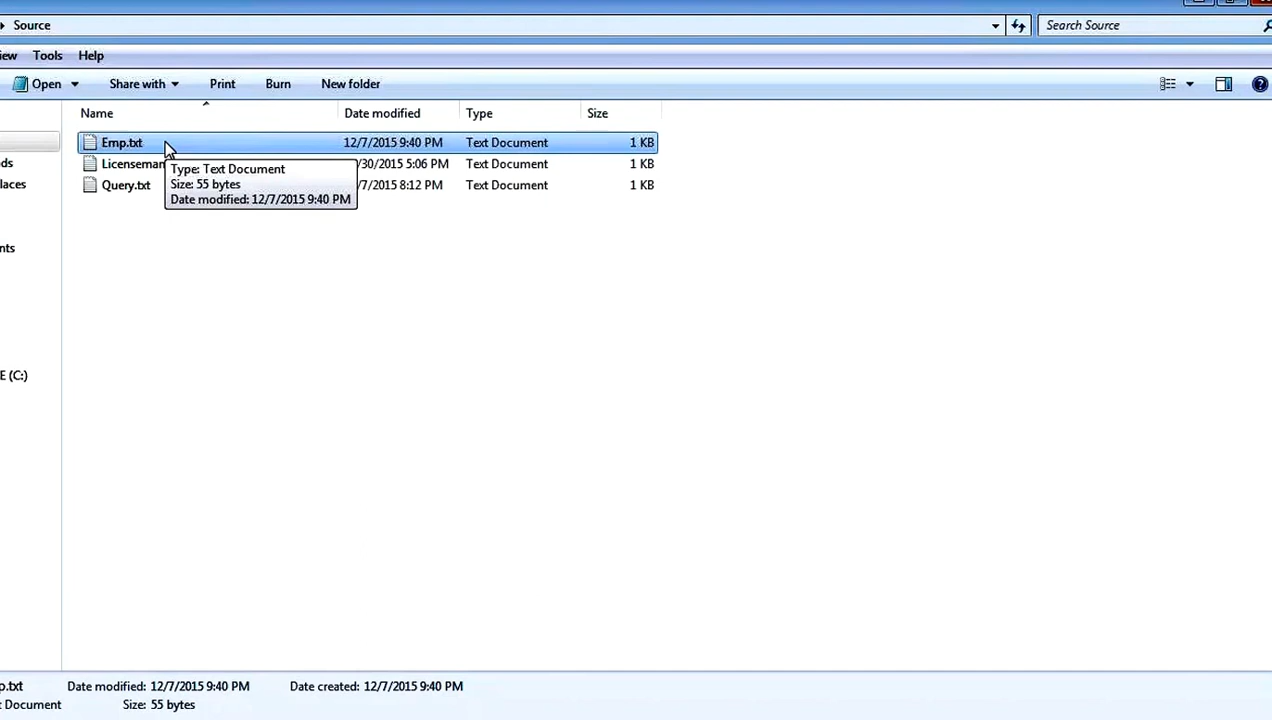 Source
Search Source
iew Tools Help
Open Share with Print Burn New folder
Name Date modified Type Size
Emp.txt 12/7/2015 9:40 PM Text Document 1 KB
Licenseman /30/2015 5:06 PM Text Document 1 KB
Query.txt /7/2015 8:12 PM Text Document 1 KB
Type: Text Document
Size: 55 bytes
Date modified: 12/7/2015 9:40 PM
ds
laces
nts
E (C:)
p.txt Date modified: 12/7/2015 9:40 PM Date created: 12/7/2015 9:40 PM
t Document Size: 55 bytes